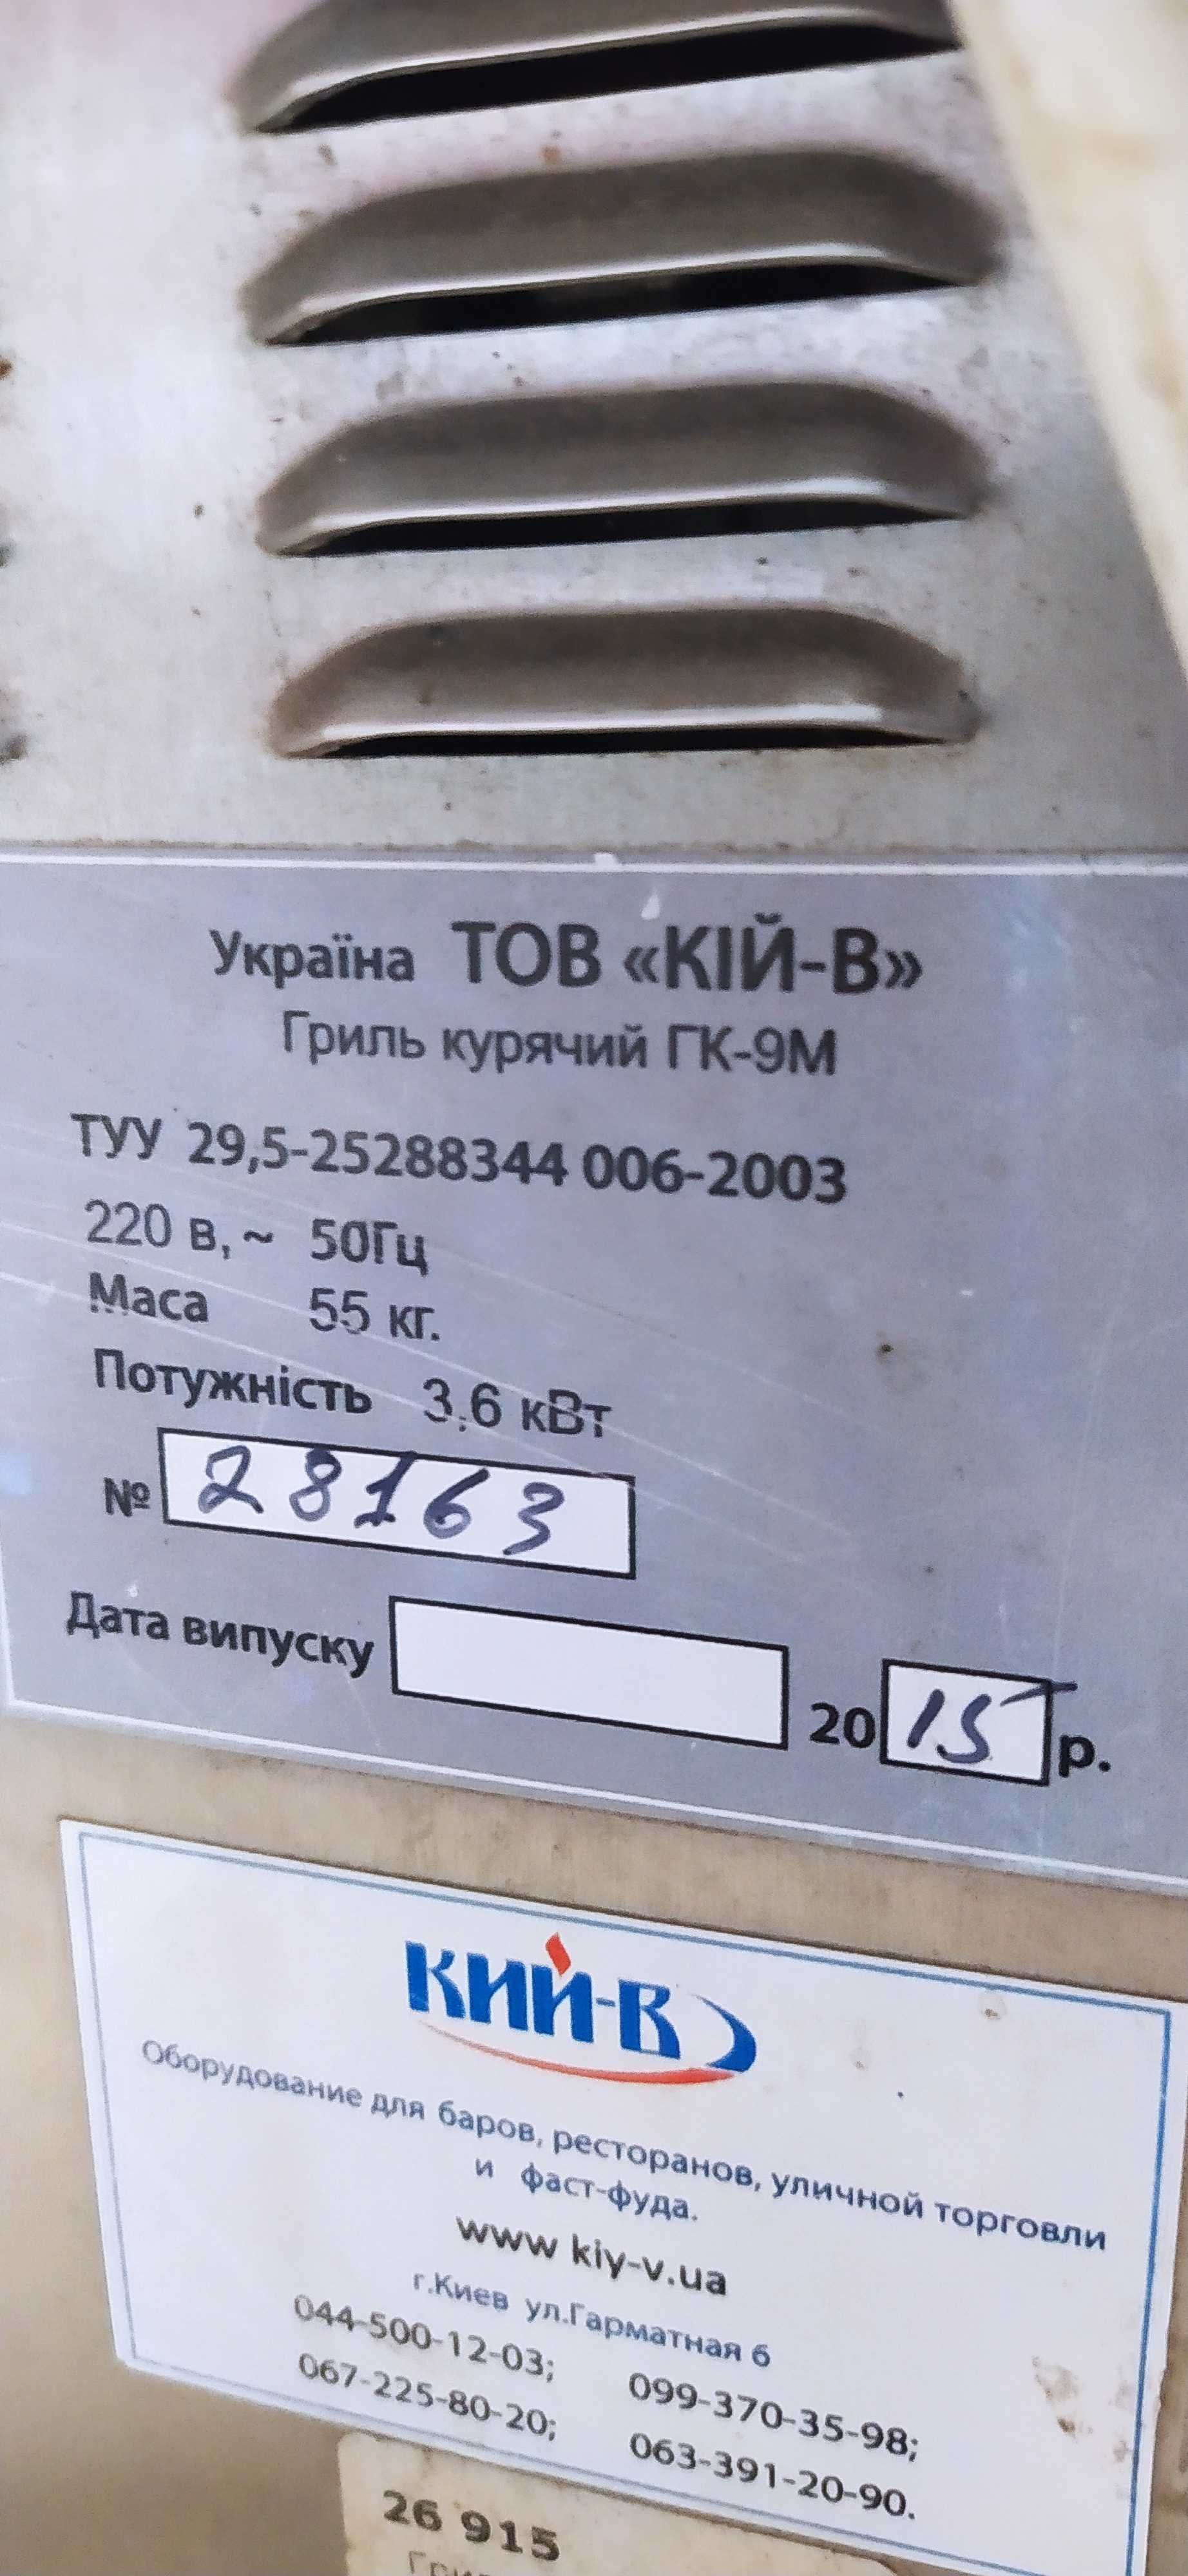 Україна ТОВ «КІЙ-В»
Гриль курячий ГК-9М
ТУУ 29,5-25288344 006-2003
220 в, ~ 50Гц
Маса 55 кг.
Потужність 3,6 кВт
№ 28163
Дата випуску 2015 р.
КИЙ-В
Оборудование для баров, ресторанов, уличной торговли
и фаст-фуда.
www kiy-v.ua
г.Киев ул.Гарматная 6
044-500-12-03; 099-370-35-98;
067-225-80-20; 063-391-20-90.
26 915